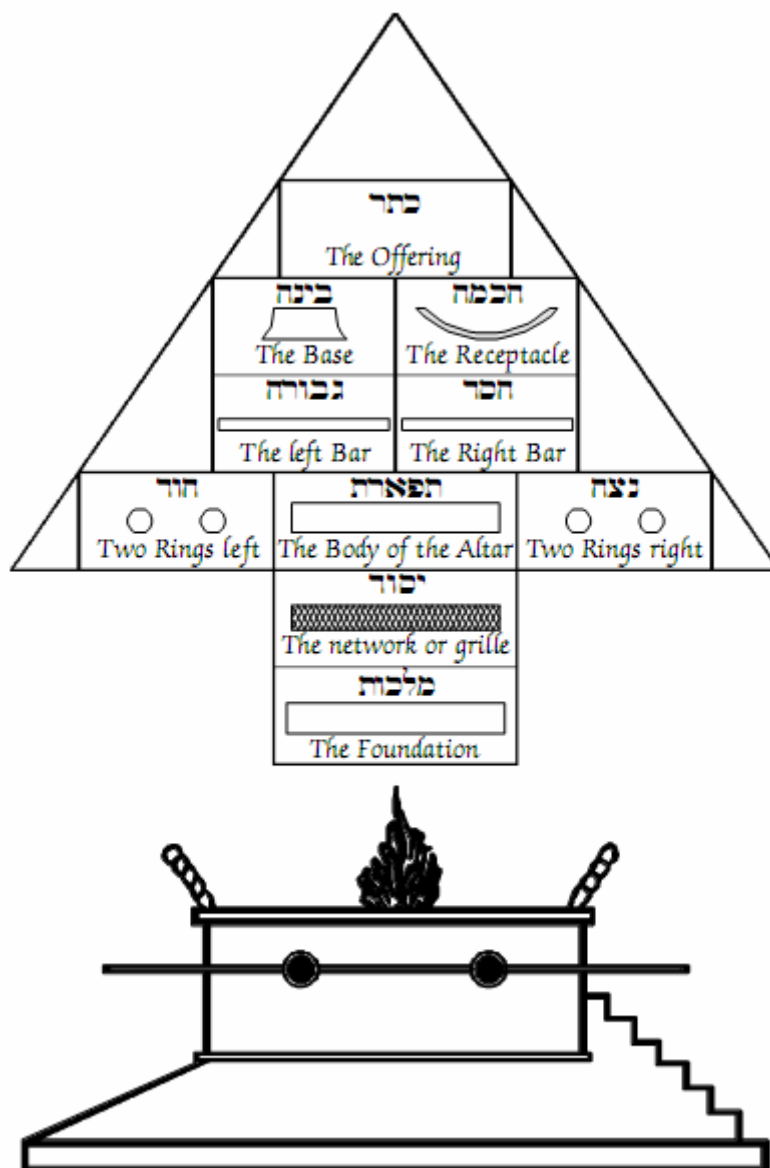 כתר
The Offering
בינה
The Base
חכמה
The Receptacle
גבורה
The left Bar
חסד
The Right Bar
הוד
Two Rings left
תפארת
The Body of the Altar
נצח
Two Rings right
יסוד
The network or grille
מלכות
The Foundation